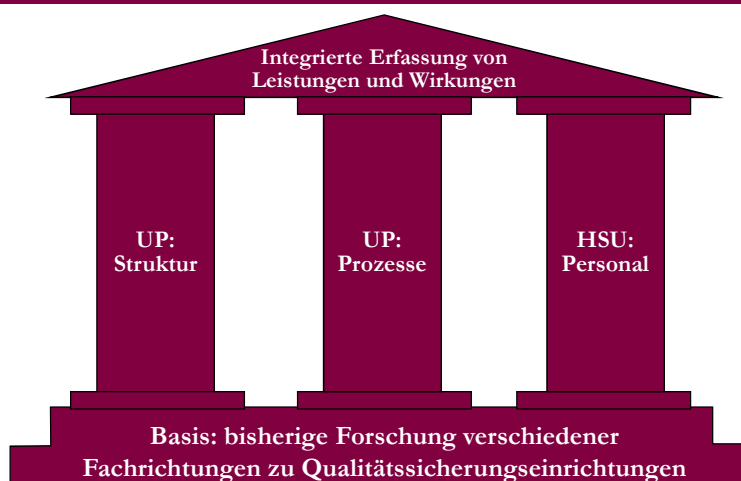 Integrierte Erfassung von
Leistungen und Wirkungen
UP:
Struktur
UP:
Prozesse
HSU:
Personal
Basis: bisherige Forschung verschiedener
Fachrichtungen zu Qualitätssicherungseinrichtungen